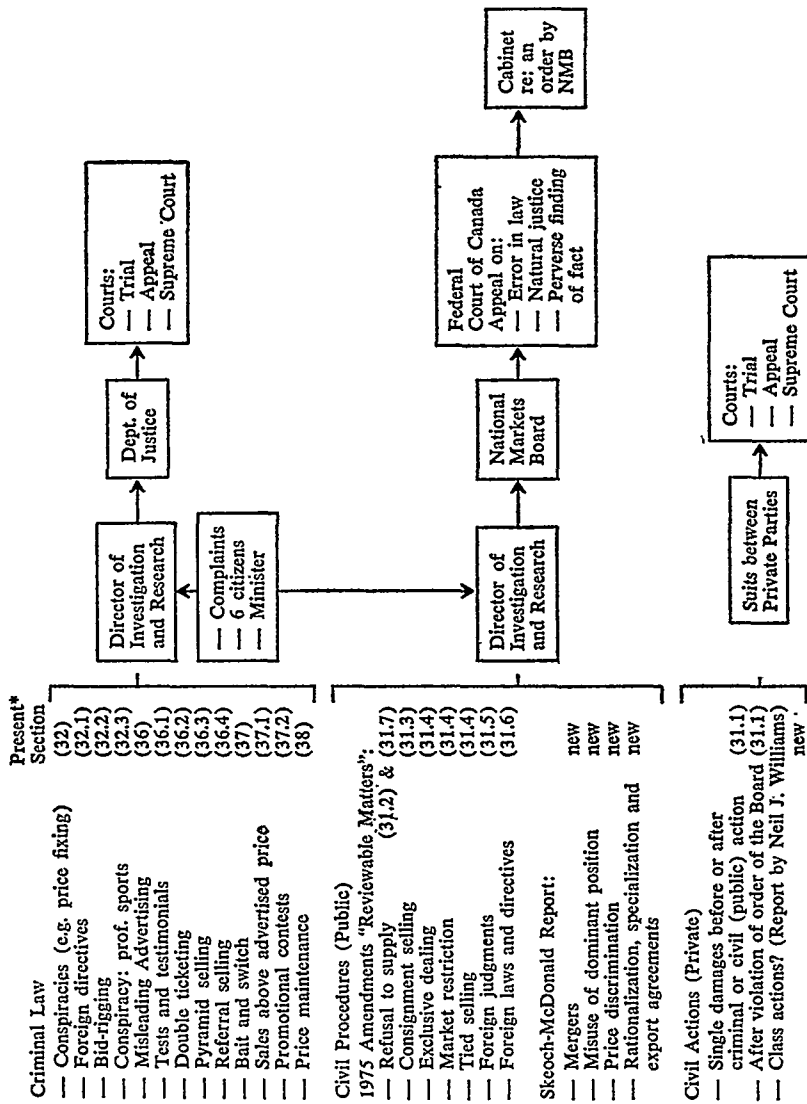 Present*
Criminal Law Section
— Conspiracies (e.g. price fixing) (32)
— Foreign directives (32.1)
— Bid-rigging (32.2)
— Conspiracy: prof. sports (32.3)
— Misleading Advertising (36)
— Tests and testimonials (36.1)
— Double ticketing (36.2)
— Pyramid selling (36.3)
— Referral selling (36.4)
— Bait and switch (37)
— Sales above advertised price (37.1)
— Promotional contests (37.2)
— Price maintenance (38)
Director of
Investigation
and Research
Dept. of
Justice
Courts:
— Trial
— Appeal
— Supreme Court
— Complaints
— 6 citizens
— Minister
Civil Procedures (Public)
1975 Amendments "Reviewable Matters":
— Refusal to supply (31.2) & (31.7)
— Consignment selling (31.3)
— Exclusive dealing (31.4)
— Market restriction (31.4)
— Tied selling (31.4)
— Foreign judgments (31.5)
— Foreign laws and directives (31.6)
Skeoch-McDonald Report:
— Mergers new
— Misuse of dominant position new
— Price discrimination new
— Rationalization, specialization and new
export agreements
Director of
Investigation
and Research
National
Markets
Board
Federal
Court of Canada
Appeal on:
— Error in law
— Natural justice
— Perverse finding
of fact
Cabinet
re: an
order by
NMB
Civil Actions (Private)
— Single damages before or after
criminal or civil (public) action (31.1)
— After violation of order of the Board (31.1)
— Class actions? (Report by Neil J. Williams) new
Suits between
Private Parties
Courts:
— Trial
— Appeal
— Supreme Court